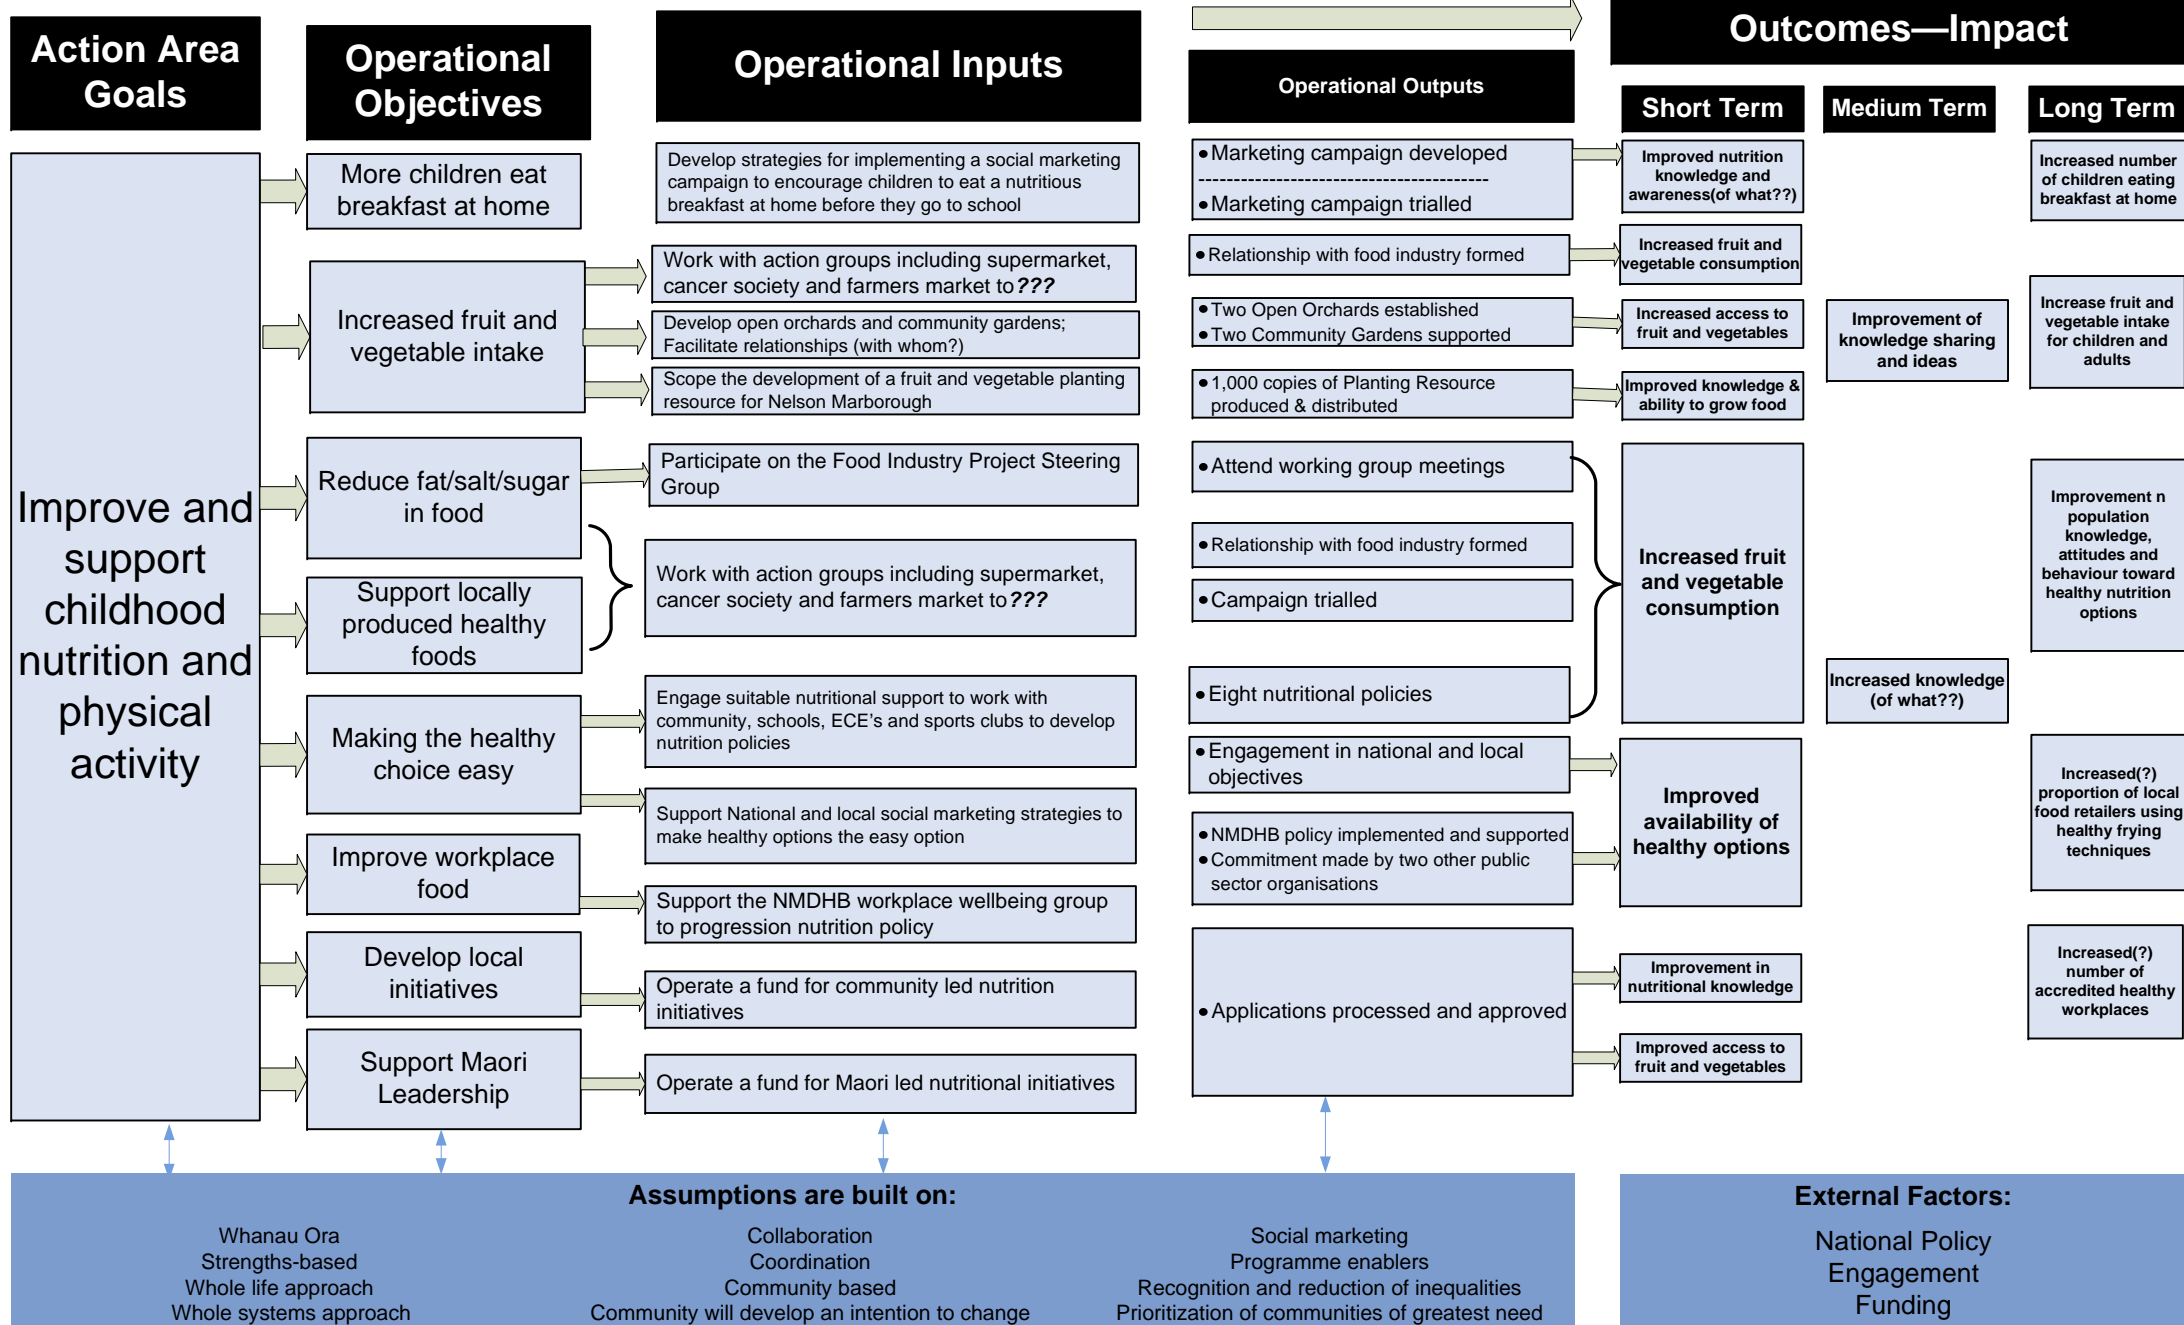 Action Area
Goals
Operational
Objectives
Operational Inputs
Operational Outputs
Outcomes—Impact
Short Term
Medium Term
Long Term
Improve and
support
childhood
nutrition and
physical
activity
More children eat
breakfast at home
Increased fruit and
vegetable intake
Reduce fat/salt/sugar
in food
Support locally
produced healthy
foods
Making the healthy
choice easy
Improve workplace
food
Develop local
initiatives
Support Maori
Leadership
Develop strategies for implementing a social marketing
campaign to encourage children to eat a nutritious
breakfast at home before they go to school
Work with action groups including supermarket,
cancer society and farmers market to ???
Develop open orchards and community gardens;
Facilitate relationships (with whom?)
Scope the development of a fruit and vegetable planting
resource for Nelson Marborough
Participate on the Food Industry Project Steering
Group
Work with action groups including supermarket,
cancer society and farmers market to ???
Engage suitable nutritional support to work with
community, schools, ECE's and sports clubs to develop
nutrition policies
Support National and local social marketing strategies to
make healthy options the easy option
Support the NMDHB workplace wellbeing group
to progression nutrition policy
Operate a fund for community led nutrition
initiatives
Operate a fund for Maori led nutritional initiatives
• Marketing campaign developed
-----------------------------------------
• Marketing campaign trialled
• Relationship with food industry formed
• Two Open Orchards established
• Two Community Gardens supported
• 1,000 copies of Planting Resource
produced & distributed
• Attend working group meetings
• Relationship with food industry formed
• Campaign trialled
• Eight nutritional policies
• Engagement in national and local
objectives
• NMDHB policy implemented and supported
• Commitment made by two other public
sector organisations
• Applications processed and approved
Improved nutrition
knowledge and
awareness(of what??)
Increased fruit and
vegetable consumption
Increased access to
fruit and vegetables
Improved knowledge &
ability to grow food
Increased fruit
and vegetable
consumption
Improved
availability of
healthy options
Improvement in
nutritional knowledge
Improved access to
fruit and vegetables
Improvement of
knowledge sharing
and ideas
Increased knowledge
(of what??)
Increased number
of children eating
breakfast at home
Increase fruit and
vegetable intake
for children and
adults
Improvement n
population
knowledge,
attitudes and
behaviour toward
healthy nutrition
options
Increased(?)
proportion of local
food retailers using
healthy frying
techniques
Increased(?)
number of
accredited healthy
workplaces
Assumptions are built on:
Whanau Ora
Strengths-based
Whole life approach
Whole systems approach
Collaboration
Coordination
Community based
Community will develop an intention to change
Social marketing
Programme enablers
Recognition and reduction of inequalities
Prioritization of communities of greatest need
External Factors:
National Policy
Engagement
Funding